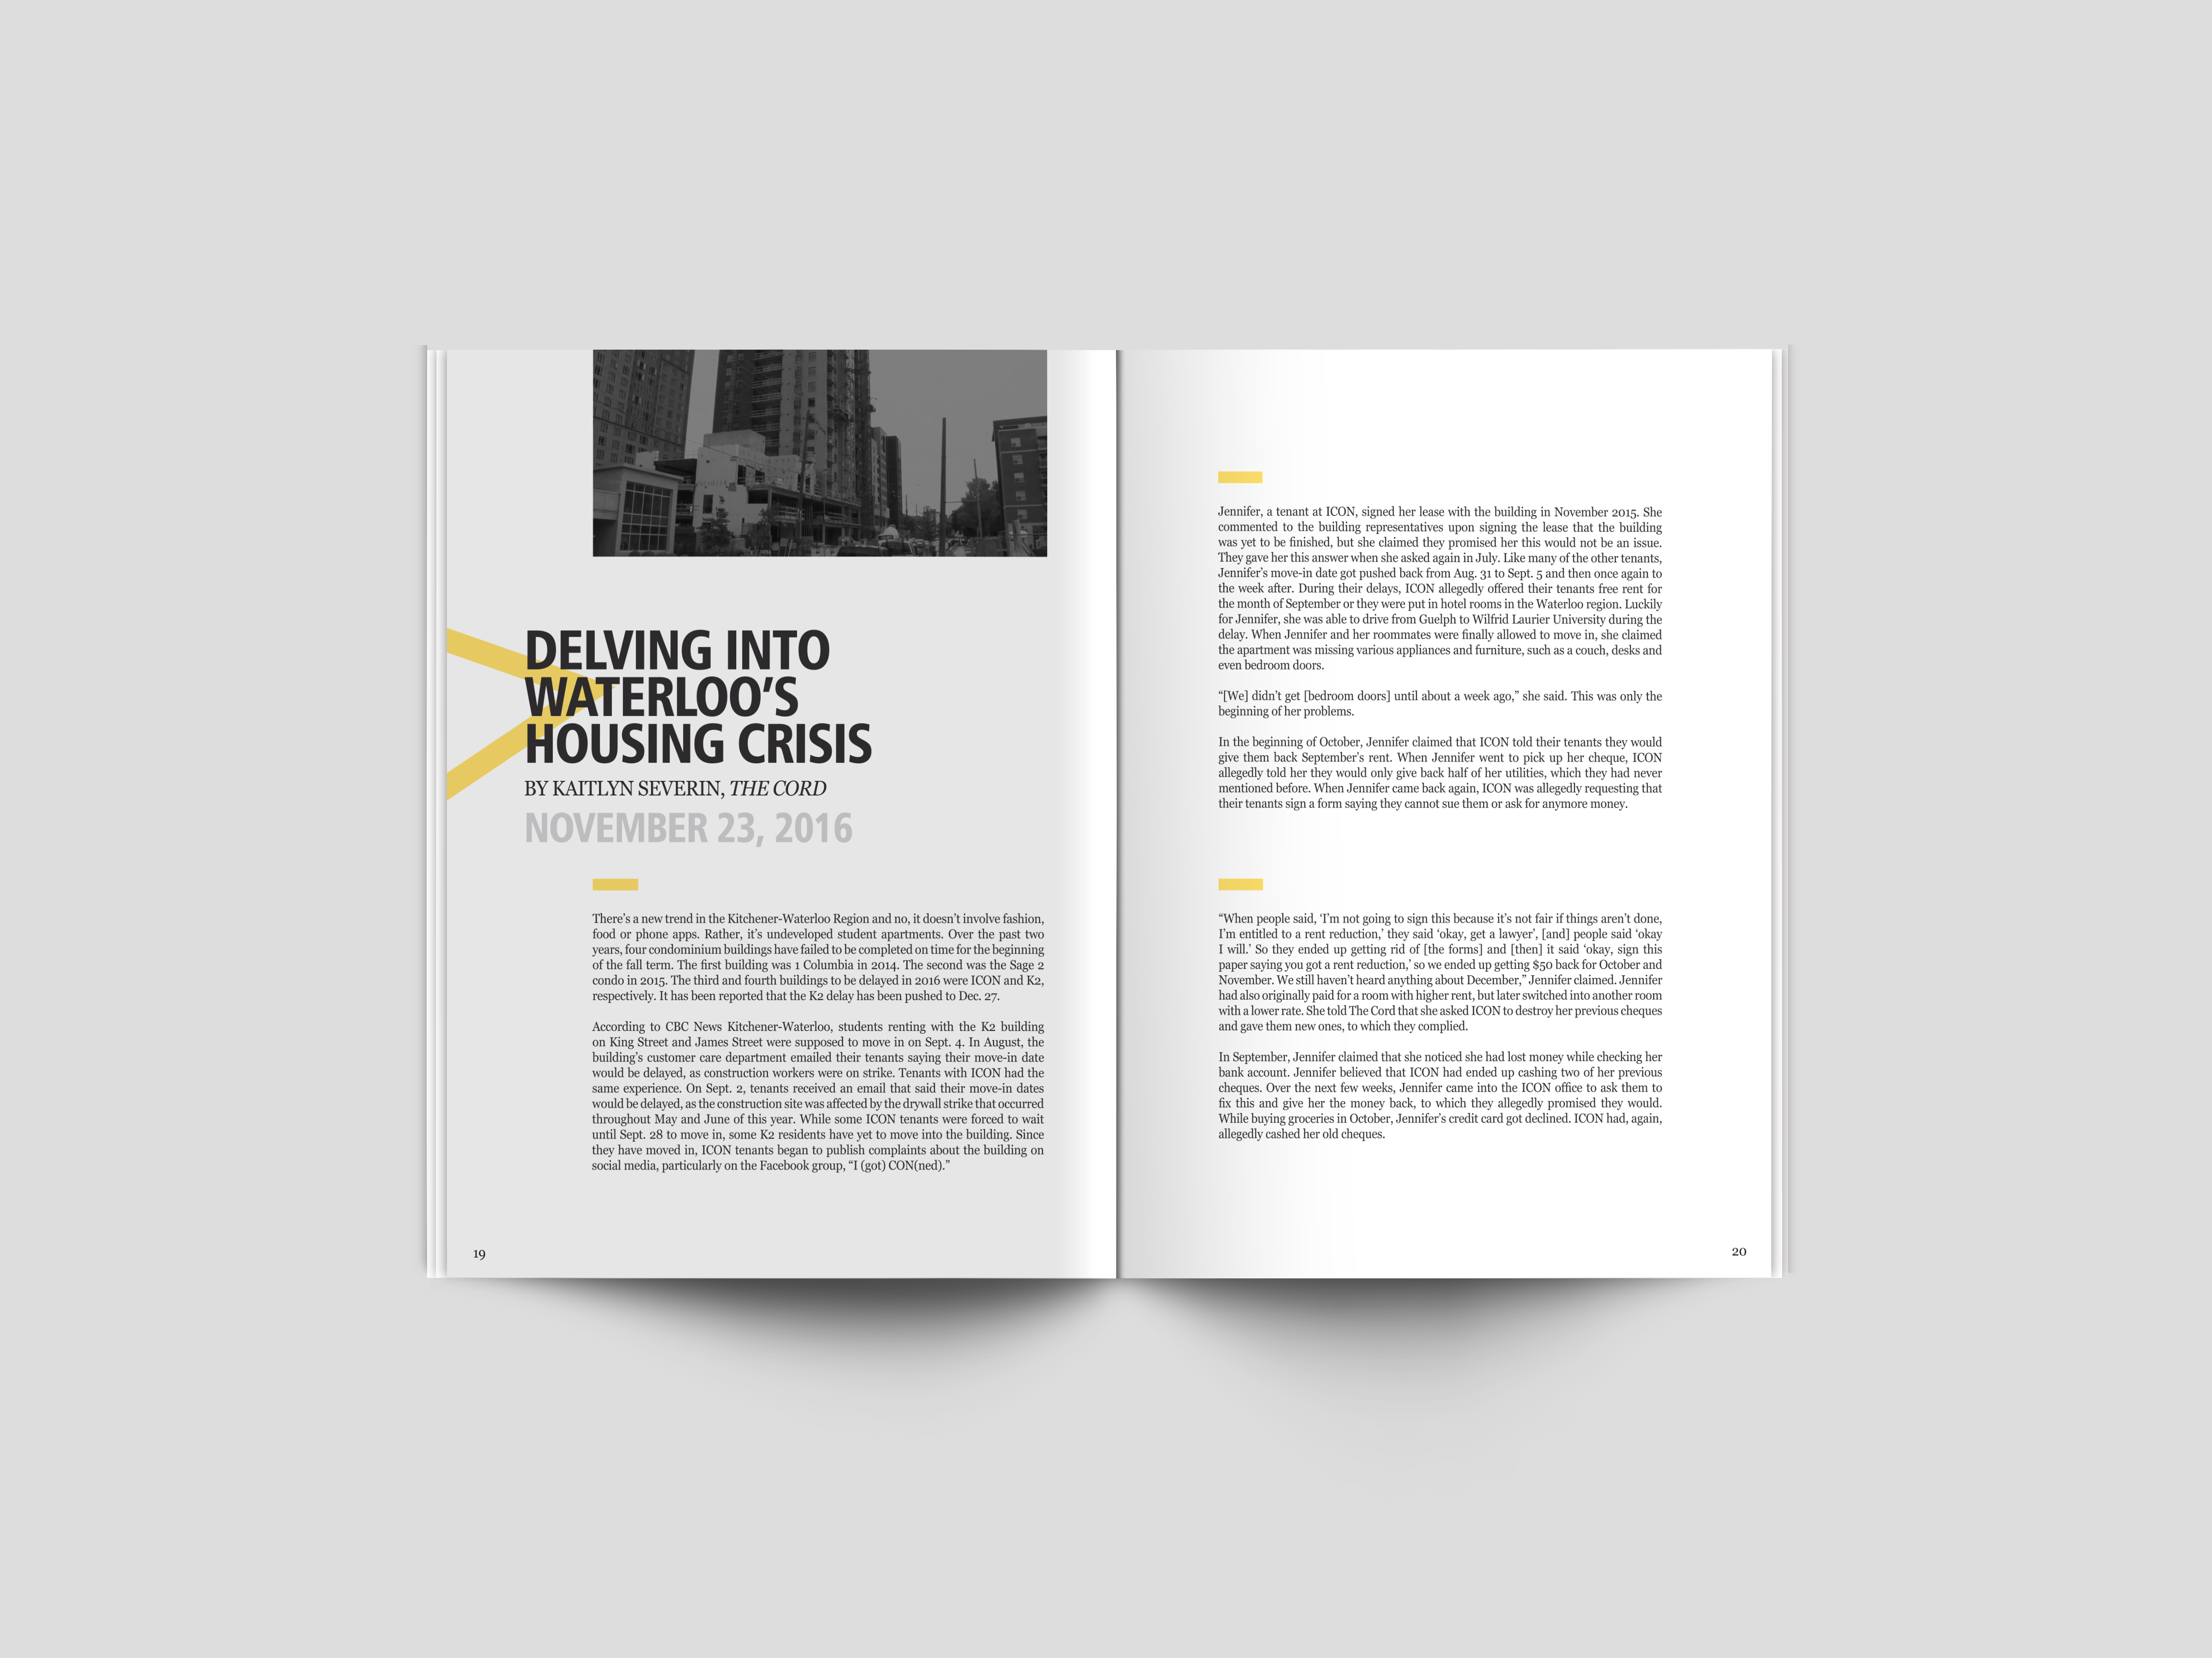 DELVING INTO
WATERLOO'S
HOUSING CRISIS
BY KAITLYN SEVERIN, THE CORD
NOVEMBER 23, 2016
There's a new trend in the Kitchener-Waterloo Region and no, it doesn't involve fashion,
food or phone apps. Rather, it's undeveloped student apartments. Over the past two
years, four condominium buildings have failed to be completed on time for the beginning
of the fall term. The first building was 1 Columbia in 2014. The second was the Sage 2
condo in 2015. The third and fourth buildings to be delayed in 2016 were ICON and K2,
respectively. It has been reported that the K2 delay has been pushed to Dec. 27.
According to CBC News Kitchener-Waterloo, students renting with the K2 building
on King Street and James Street were supposed to move in on Sept. 4. In August, the
building's customer care department emailed their tenants saying their move-in date
would be delayed, as construction workers were on strike. Tenants with ICON had the
same experience. On Sept. 2, tenants received an email that said their move-in dates
would be delayed, as the construction site was affected by the drywall strike that occurred
throughout May and June of this year. While some ICON tenants were forced to wait
until Sept. 28 to move in, some K2 residents have yet to move into the building. Since
they have moved in, ICON tenants began to publish complaints about the building on
social media, particularly on the Facebook group, “I (got) CON(ned).”
19
Jennifer, a tenant at ICON, signed her lease with the building in November 2015. She
commented to the building representatives upon signing the lease that the building
was yet to be finished, but she claimed they promised her this would not be an issue.
They gave her this answer when she asked again in July. Like many of the other tenants,
Jennifer's move-in date got pushed back from Aug. 31 to Sept. 5 and then once again to
the week after. During their delays, ICON allegedly offered their tenants free rent for
the month of September or they were put in hotel rooms in the Waterloo region. Luckily
for Jennifer, she was able to drive from Guelph to Wilfrid Laurier University during the
delay. When Jennifer and her roommates were finally allowed to move in, she claimed
the apartment was missing various appliances and furniture, such as a couch, desks and
even bedroom doors.
“[We] didn't get [bedroom doors] until about a week ago,” she said. This was only the
beginning of her problems.
In the beginning of October, Jennifer claimed that ICON told their tenants they would
give them back September's rent. When Jennifer went to pick up her cheque, ICON
allegedly told her they would only give back half of her utilities, which they had never
mentioned before. When Jennifer came back again, ICON was allegedly requesting that
their tenants sign a form saying they cannot sue them or ask for anymore money.
“When people said, ‘I'm not going to sign this because it's not fair if things aren't done,
I'm entitled to a rent reduction,’ they said ‘okay, get a lawyer’, [and] people said ‘okay
I will.’ So they ended up getting rid of [the forms] and [then] it said ‘okay, sign this
paper saying you got a rent reduction,’ so we ended up getting $50 back for October and
November. We still haven't heard anything about December,” Jennifer claimed. Jennifer
had also originally paid for a room with higher rent, but later switched into another room
with a lower rate. She told The Cord that she asked ICON to destroy her previous cheques
and gave them new ones, to which they complied.
In September, Jennifer claimed that she noticed she had lost money while checking her
bank account. Jennifer believed that ICON had ended up cashing two of her previous
cheques. Over the next few weeks, Jennifer came into the ICON office to ask them to
fix this and give her the money back, to which they allegedly promised they would.
While buying groceries in October, Jennifer's credit card got declined. ICON had, again,
allegedly cashed her old cheques.
20